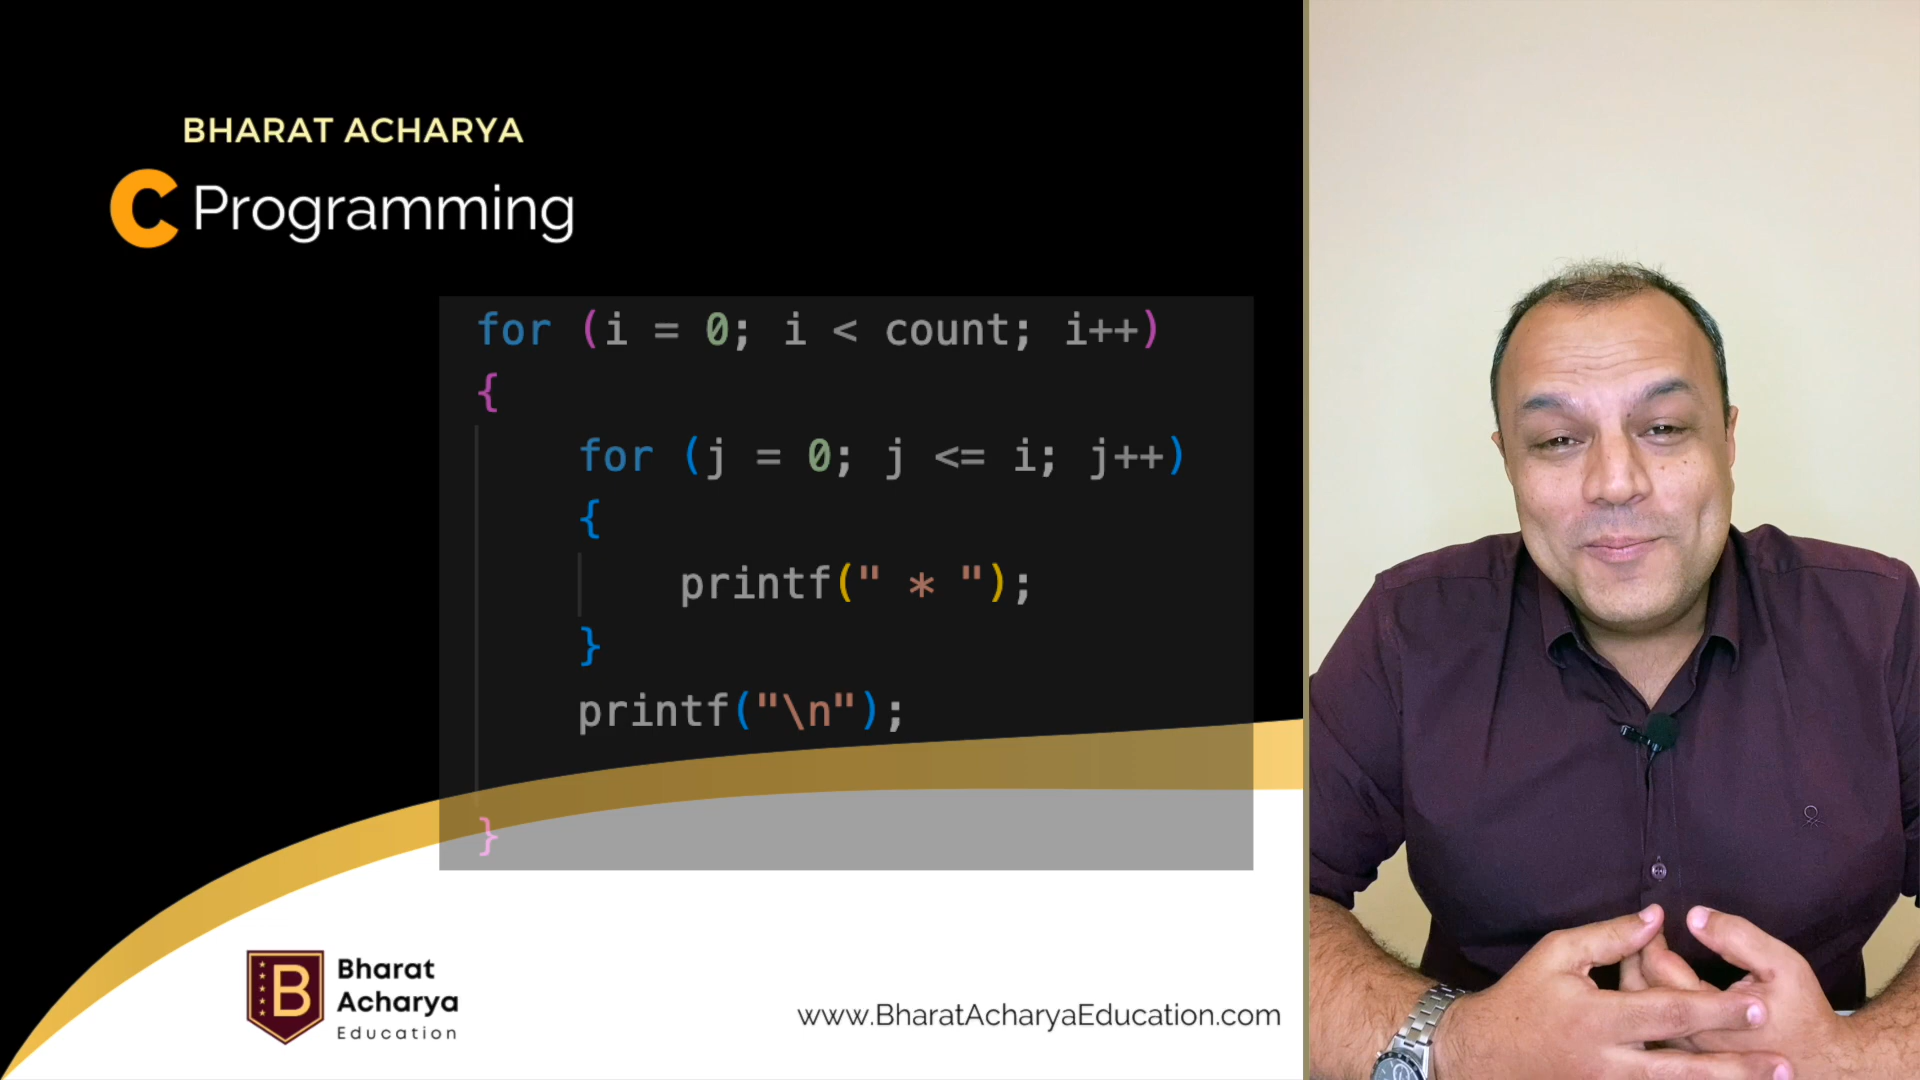 BHARAT ACHARYA
C Programming
for (i = 0; i < count; i++)
{
for (j = 0; j <= i; j++)
{
printf(" * ");
}
printf("\n");
}
B
Bharat
Acharya
Education
www.BharatAcharyaEducation.com